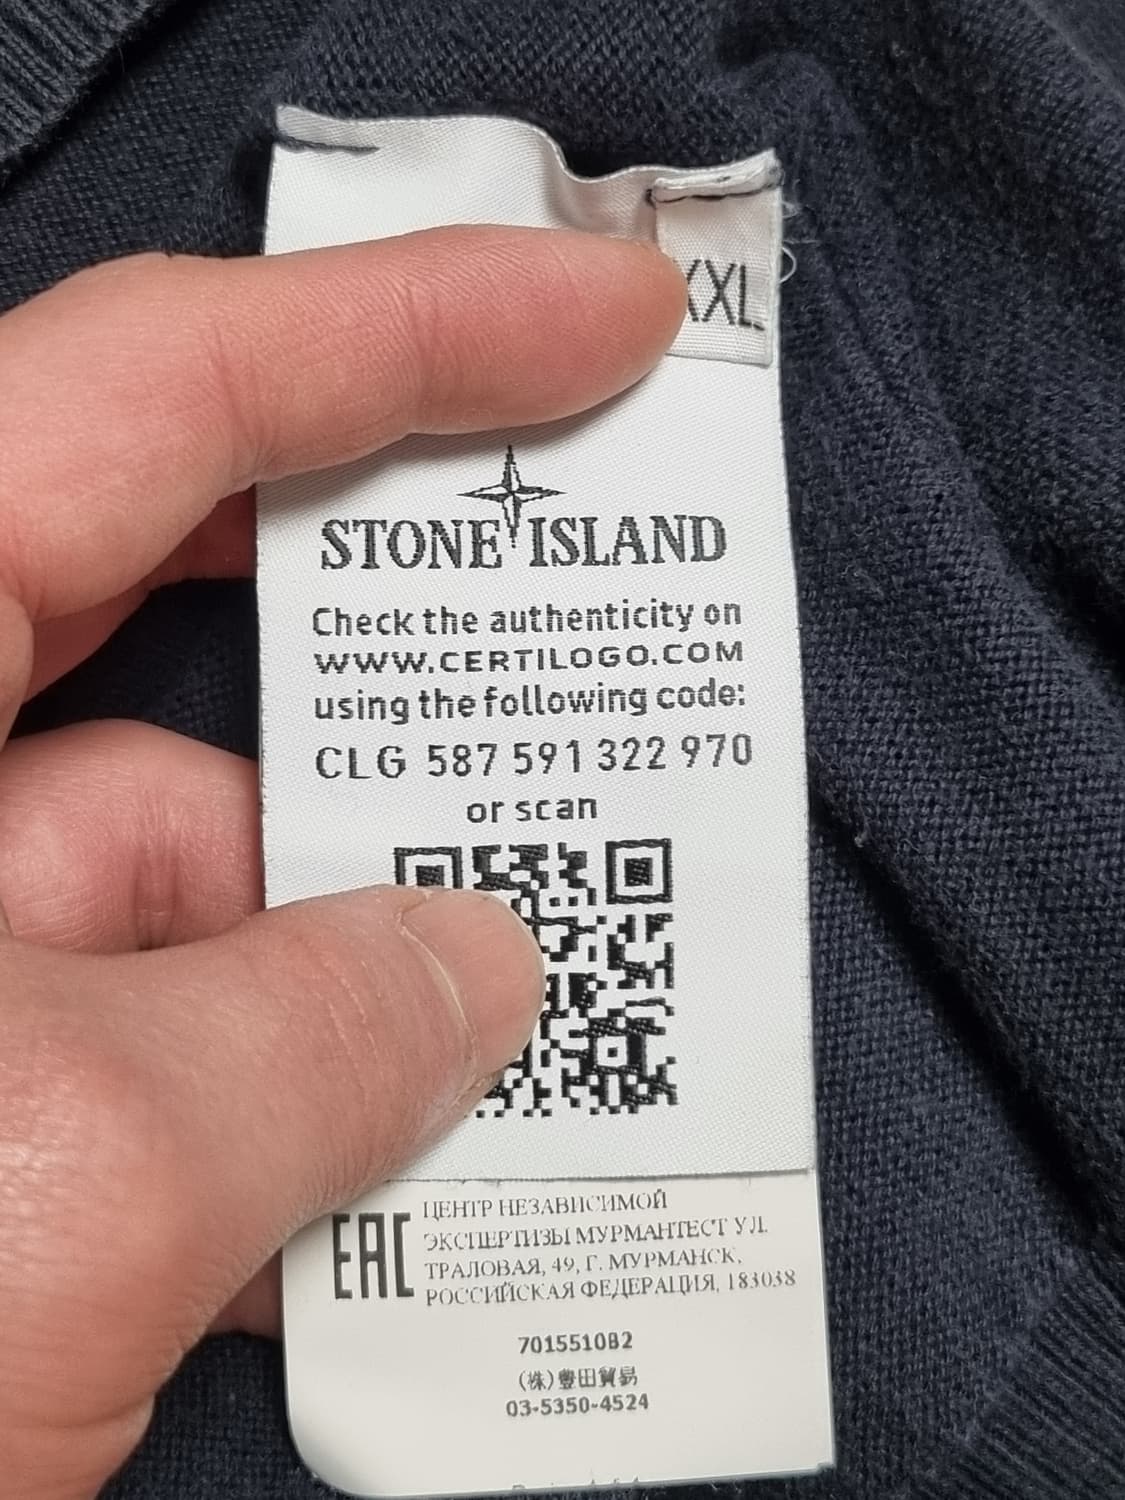 XXL
STONE ISLAND
Check the authenticity on
WWW.CERTILOGO.COM
using the following code:
CLG 587 591 322 970
or scan
EAC
ЦЕНТР НЕЗАВИСИМОЙ
ЭКСПЕРТИЗЫ МУРМАНТЕСТ УЛ.
ТРАЛОВАЯ, 49, Г. МУРМАНСК,
РОССИЙСКАЯ ФЕДЕРАЦИЯ, 183038
7015510B2
(株)豊田貿易
03-5350-4524